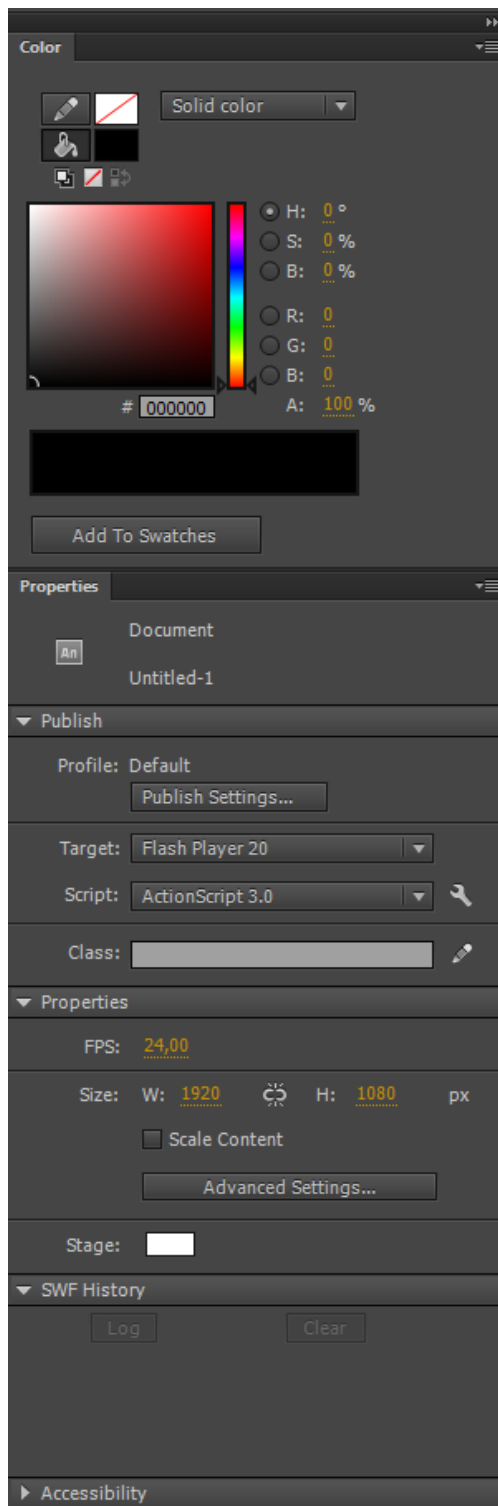 Color
Solid color
H: 0 °
S: 0 %
B: 0 %
R: 0
G: 0
B: 0
# 000000
A: 100 %
Add To Swatches
Properties
An
Document
Untitled-1
Publish
Profile: Default
Publish Settings...
Target: Flash Player 20
Script: ActionScript 3.0
Class:
Properties
FPS: 24,00
Size: W: 1920 H: 1080 px
Scale Content
Advanced Settings...
Stage:
SWF History
Log Clear
Accessibility